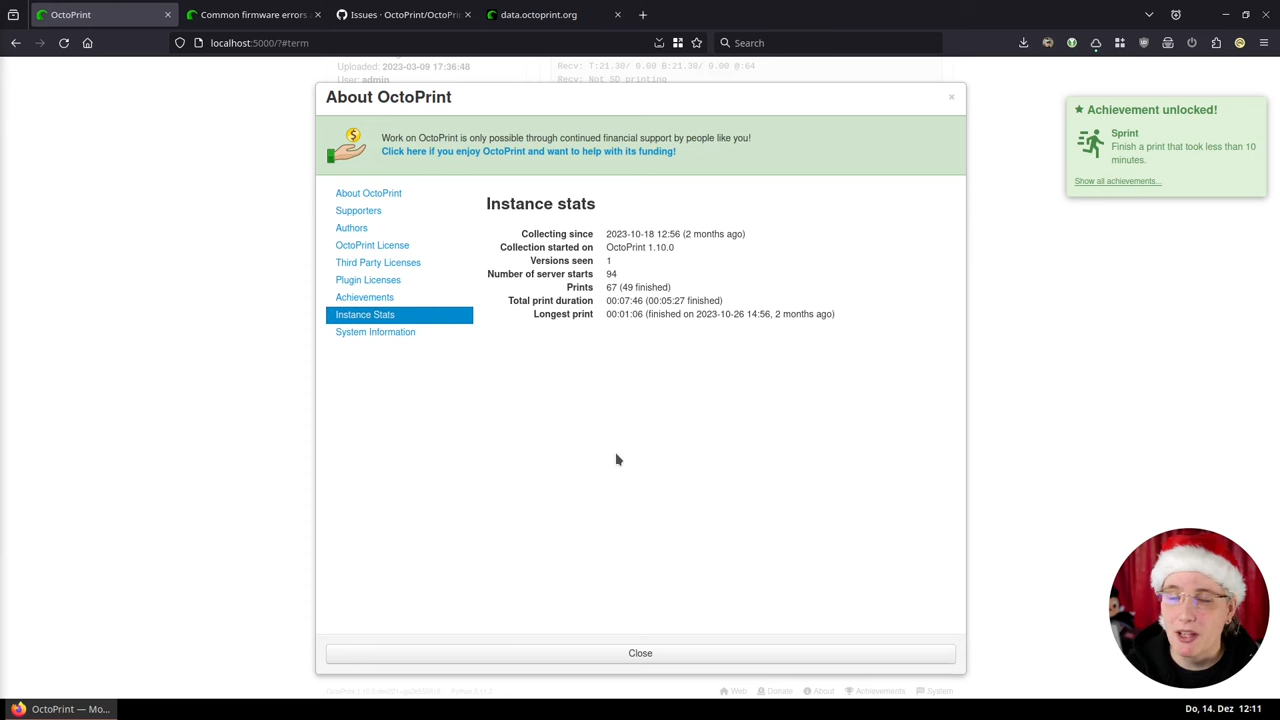 OctoPrint
Common firmware errors a
Issues · OctoPrint/OctoPri
data.octoprint.org
localhost:5000/?#term
Search
Uploaded: 2023-03-09 17:36:48
User: admin
Recv: T:21.30/ 0.00 B:21.30/ 0.00 @:64
Recv: Not SD printing
About OctoPrint
×
Work on OctoPrint is only possible through continued financial support by people like you!
Click here if you enjoy OctoPrint and want to help with its funding!
About OctoPrint
Supporters
Authors
OctoPrint License
Third Party Licenses
Plugin Licenses
Achievements
Instance Stats
System Information
Instance stats
Collecting since 2023-10-18 12:56 (2 months ago)
Collection started on OctoPrint 1.10.0
Versions seen 1
Number of server starts 94
Prints 67 (49 finished)
Total print duration 00:07:46 (00:05:27 finished)
Longest print 00:01:06 (finished on 2023-10-26 14:56, 2 months ago)
Close
Achievement unlocked!
Sprint
Finish a print that took less than 10
minutes.
Show all achievements...
Web Donate About Achievements System
OctoPrint — Mo...
Do, 14. Dez 12:11